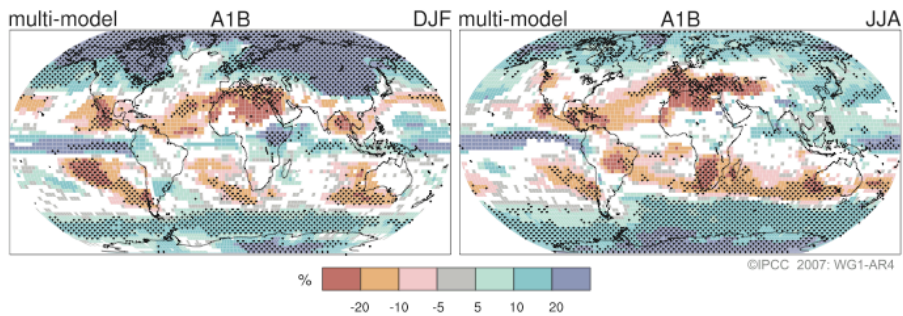 multi-model A1B DJF
multi-model A1B JJA
©IPCC 2007: WG1-AR4
%
-20 -10 -5 5 10 20